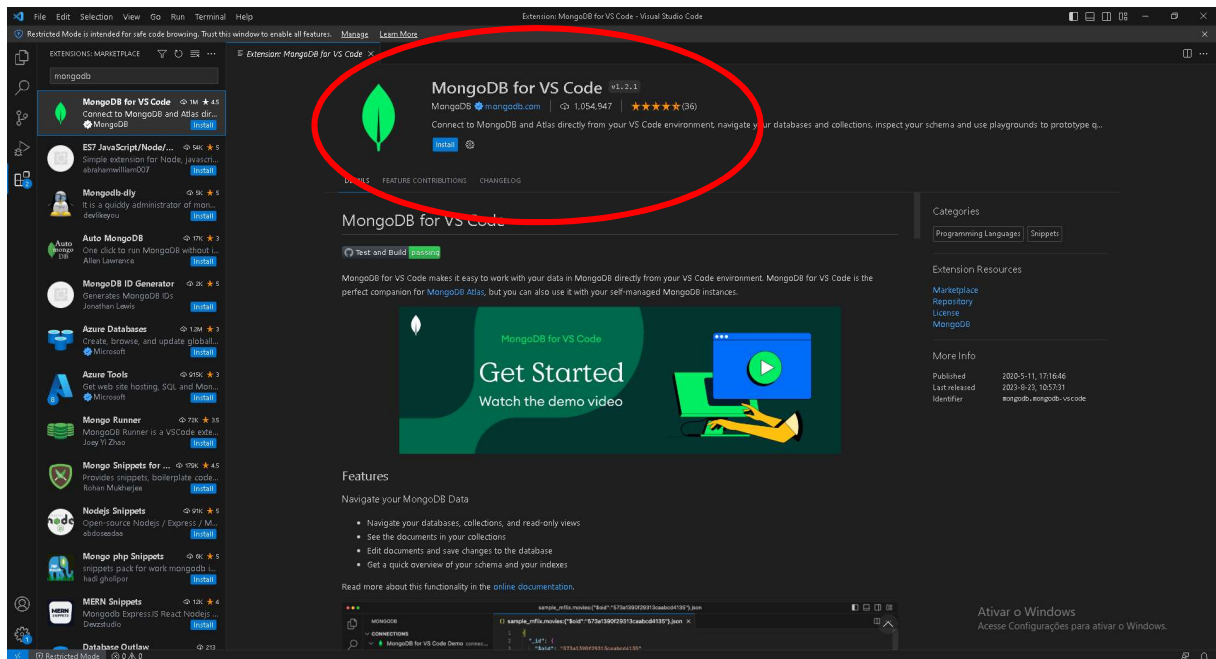 File Edit Selection View Go Run Terminal Help
Extension: MongoDB for VS Code - Visual Studio Code
Restricted Mode is intended for safe code browsing. Trust this window to enable all features. Manage Learn More
EXTENSIONS: MARKETPLACE
mongodb
MongoDB for VS Code 1M 4.5
Connect to MongoDB and Atlas dir...
MongoDB Install
ES7 JavaScript/Node/... 54K 5
Simple extension for Node, javascri...
abrahamwilliam007 Install
Mongodb-dly 5K 5
It is a quiddy administrator of mon...
devlikeyou Install
Auto MongoDB 17K 3
One click to run MongoDB without i...
Allen Lawrence Install
MongoDB ID Generator 2K 5
Generates MongoDB IDs
Jonathan Lewis Install
Azure Databases 1.3M 3
Create, browse, and update globall...
Microsoft Install
Azure Tools 915K 3
Get web site hosting, SQL and Mon...
Microsoft Install
Mongo Runner 72K 3.5
MongoDB Runner is a VSCode exte...
Joey Yi Zhao Install
Mongo Snippets for ... 179K 4.5
Provides snippets, boilerplate code...
Rohan Mukherjee Install
Nodejs Snippets 91K 5
Open-source Nodejs / Express / M...
abdoseadaa Install
Mongo php Snippets 6K 5
snippets pack for work mongodb i...
hadi gholipor Install
MERN Snippets 12K 4
Mongodb ExpressJS React Nodejs ...
Devzstudio Install
Database Outlaw 213
Extension: MongoDB for VS Code
MongoDB for VS Code v1.2.1
MongoDB mongodb.com 1,054,947 (36)
Connect to MongoDB and Atlas directly from your VS Code environment, navigate your databases and collections, inspect your schema and use playgrounds to prototype q...
Install
DETAILS FEATURE CONTRIBUTIONS CHANGELOG
MongoDB for VS Code
Test and Build passing
MongoDB for VS Code makes it easy to work with your data in MongoDB directly from your VS Code environment. MongoDB for VS Code is the
perfect companion for MongoDB Atlas, but you can also use it with your self-managed MongoDB instances.
MongoDB for VS Code
Get Started
Watch the demo video
Features
Navigate your MongoDB Data
Navigate your databases, collections, and read-only views
See the documents in your collections
Edit documents and save changes to the database
Get a quick overview of your schema and your indexes
Read more about this functionality in the online documentation.
MONGODB
CONNECTIONS
MongoDB for VS Code Demo connec...
"_id": {
Categories
Programming Languages Snippets
Extension Resources
Marketplace
Repository
License
MongoDB
More Info
Published 2020-5-11, 17:16:46
Last released 2023-8-23, 10:57:31
Identifier mongodb.mongodb-vscode
Ativar o Windows
Acesse Configurações para ativar o Windows.
Restricted Mode 0 0